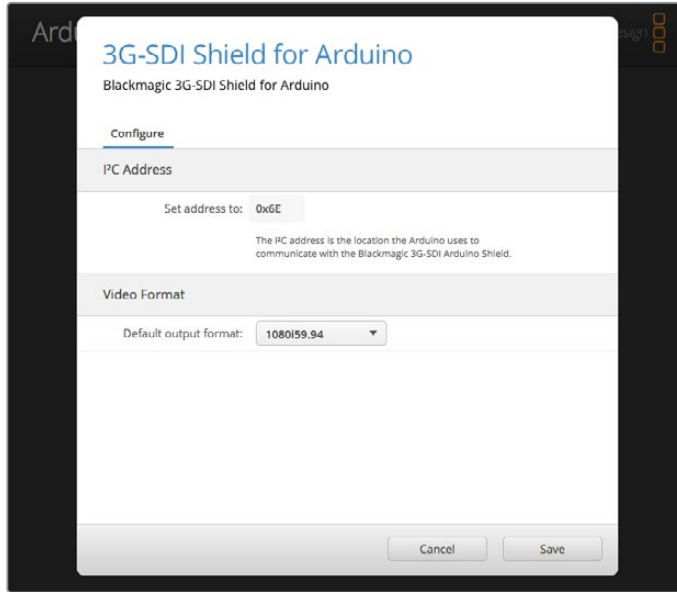 Ardu
esign
3G-SDI Shield for Arduino
Blackmagic 3G-SDI Shield for Arduino
Configure
I²C Address
Set address to: 0x6E
The I²C address is the location the Arduino uses to
communicate with the Blackmagic 3G-SDI Arduino Shield.
Video Format
Default output format: 1080i59.94
Cancel Save